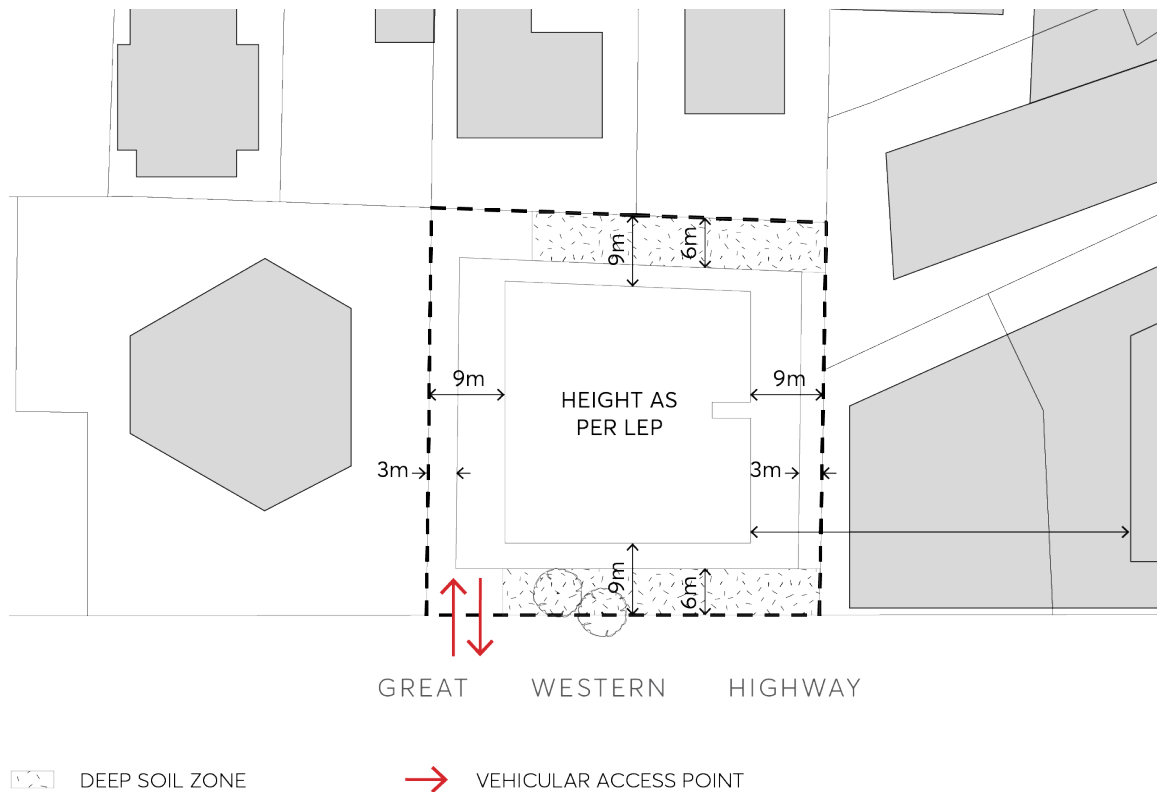 9m
6m
9m
9m
HEIGHT AS
PER LEP
3m
3m
9m
6m
GREAT WESTERN HIGHWAY
DEEP SOIL ZONE
VEHICULAR ACCESS POINT